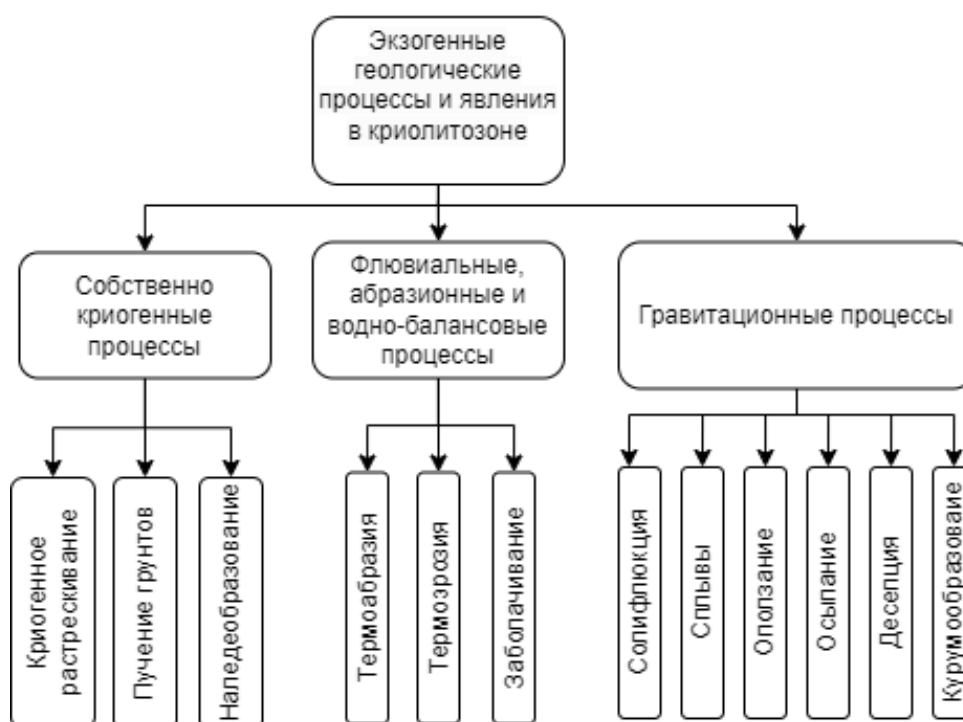 Экзогенные
геологические
процессы и явления
в криолитозоне
Собственно
криогенные
процессы
Флювиальные,
абразионные и
водно-балансовые
процессы
Гравитационные процессы
Криогенное
растрескивание
Пучение грунтов
Наледеобразование
Термоабразия
Термоэрозия
Заболачивание
Солифлюкция
Сплывы
Оползание
Осыпание
Десепция
Курумообразоваие